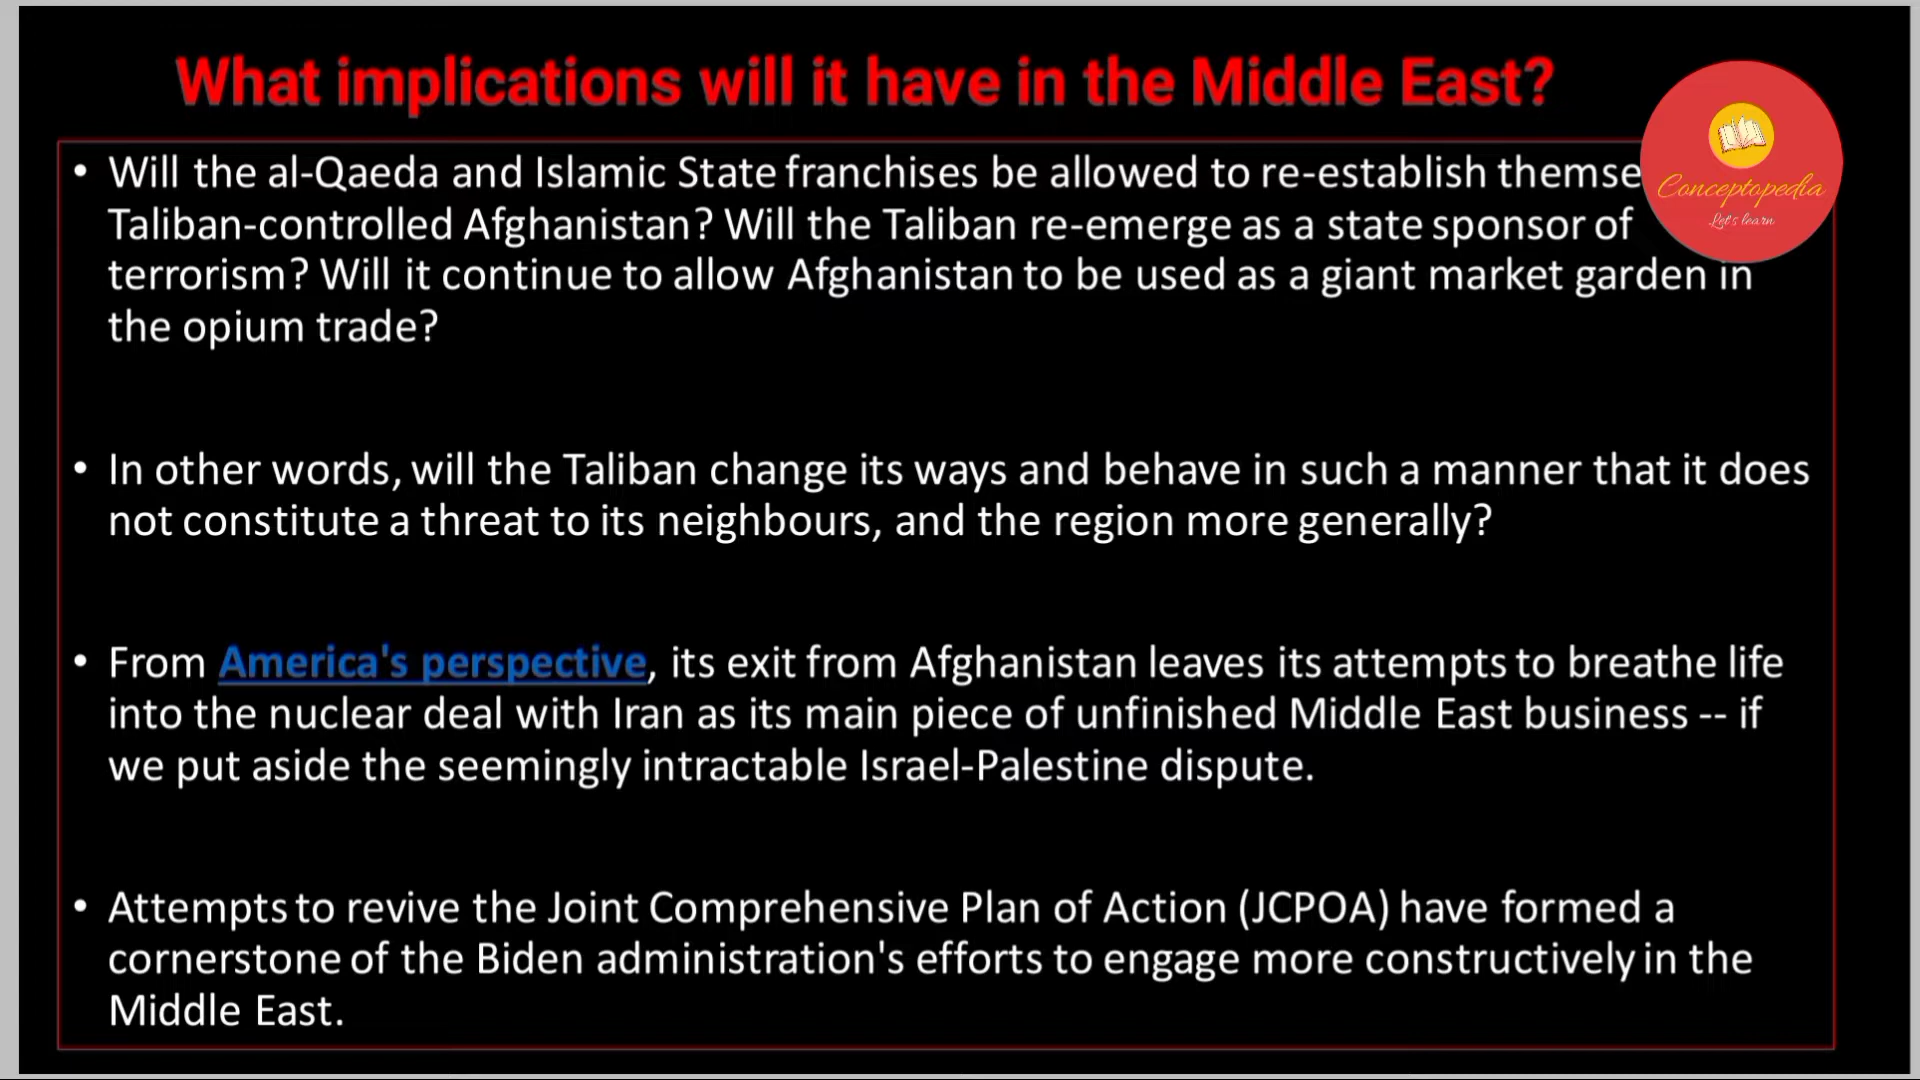 What implications will it have in the Middle East?
• Will the al-Qaeda and Islamic State franchises be allowed to re-establish
Taliban-controlled Afghanistan? Will the Taliban re-emerge as a state sponsor of
terrorism? Will it continue to allow Afghanistan to be used as a giant market garden in
the opium trade?
• In other words, will the Taliban change its ways and behave in such a manner that it does
not constitute a threat to its neighbours, and the region more generally?
• From America's perspective, its exit from Afghanistan leaves its attempts to breathe life
into the nuclear deal with Iran as its main piece of unfinished Middle East business -- if
we put aside the seemingly intractable Israel-Palestine dispute.
• Attempts to revive the Joint Comprehensive Plan of Action (JCPOA) have formed a
cornerstone of the Biden administration's efforts to engage more constructively in the
Middle East.
Conceptopedia
Let's learn